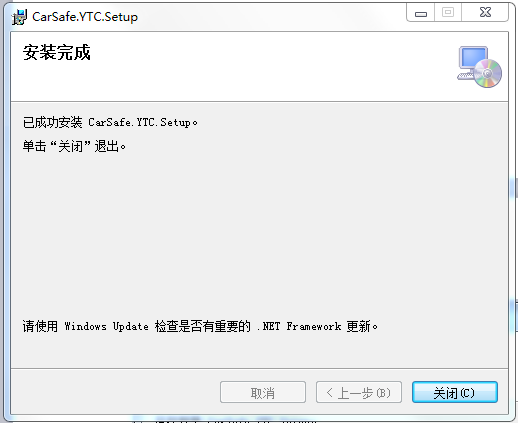 CarSafe.YTC.Setup
安装完成
已成功安装 CarSafe.YTC.Setup。
单击“关闭”退出。
请使用 Windows Update 检查是否有重要的 .NET Framework 更新。
取消
< 上一步(B)
关闭(C)